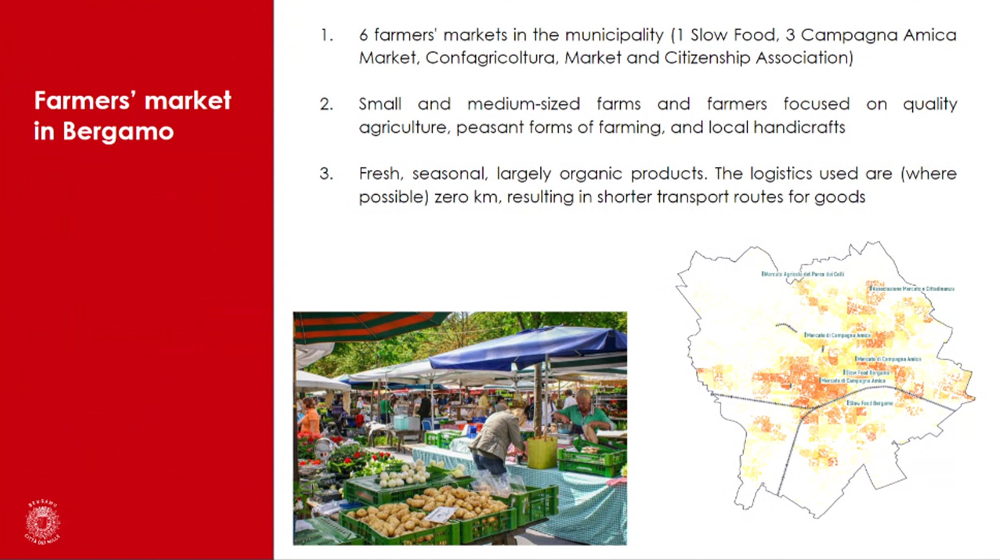 Farmers' market
in Bergamo
1. 6 farmers' markets in the municipality (1 Slow Food, 3 Campagna Amica
Market, Confagricoltura, Market and Citizenship Association)
2. Small and medium-sized farms and farmers focused on quality
agriculture, peasant forms of farming, and local handicrafts
3. Fresh, seasonal, largely organic products. The logistics used are (where
possible) zero km, resulting in shorter transport routes for goods
Mercato Agricolo del Parco dei Colli
Associazione Mercato e Cittadinanza
Mercato di Campagna Amica
Mercato di Campagna Amica
Slow Food Bergamo
Mercato di Campagna Amica
Slow Food Bergamo
BERGAMO
CITTÀ DEI MILLE